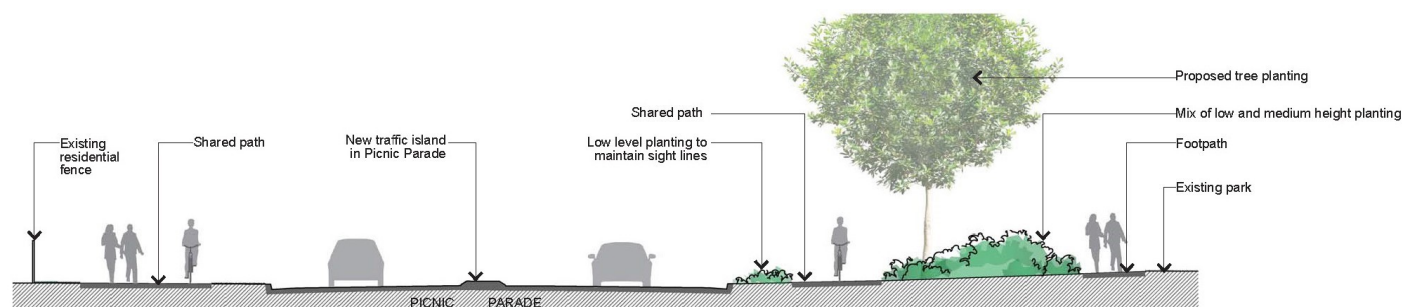 Existing
residential
fence
Shared path
New traffic island
in Picnic Parade
Low level planting to
maintain sight lines
Shared path
Proposed tree planting
Mix of low and medium height planting
Footpath
Existing park
PICNIC PARADE